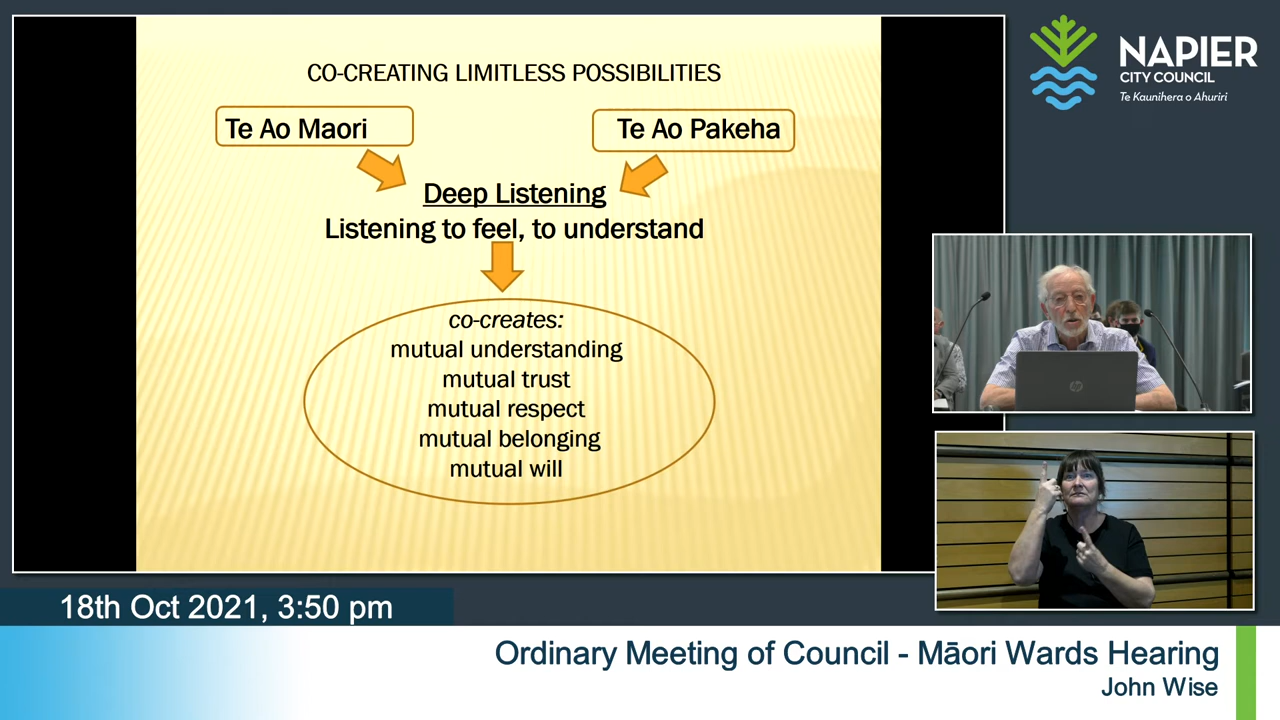 CO-CREATING LIMITLESS POSSIBILITIES
Te Ao Maori
Te Ao Pakeha
Deep Listening
Listening to feel, to understand
co-creates:
mutual understanding
mutual trust
mutual respect
mutual belonging
mutual will
NAPIER
CITY COUNCIL
Te Kaunihera o Ahuriri
hp
18th Oct 2021, 3:50 pm
Ordinary Meeting of Council - Māori Wards Hearing
John Wise